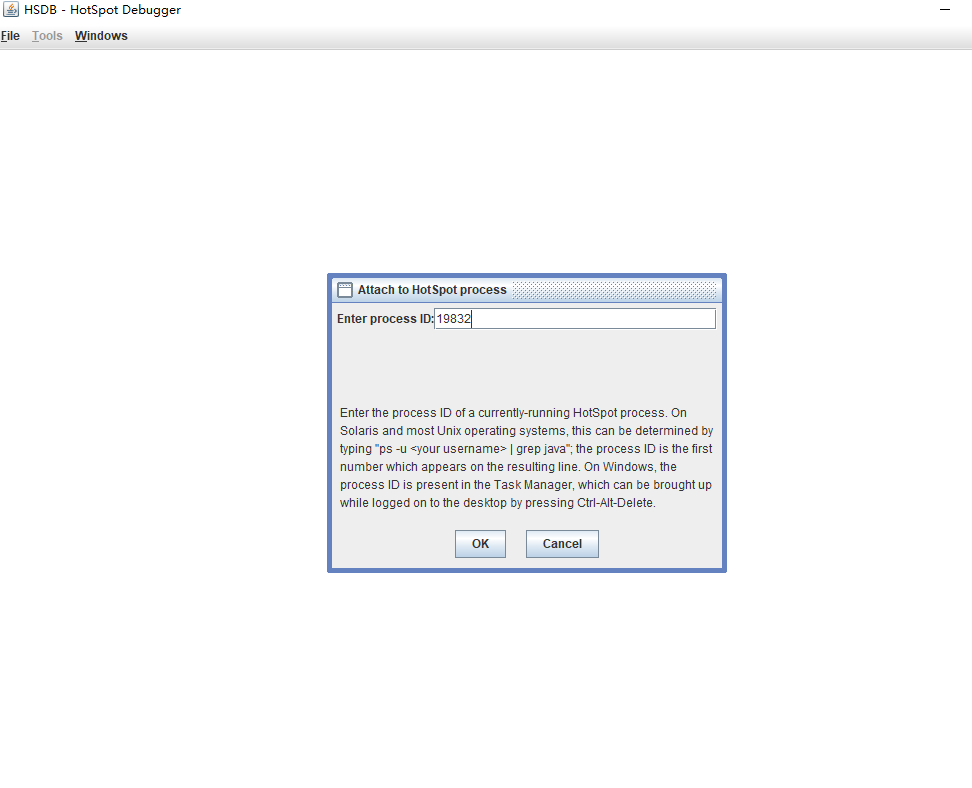 HSDB - HotSpot Debugger
File Tools Windows
Attach to HotSpot process
Enter process ID:19832
Enter the process ID of a currently-running HotSpot process. On
Solaris and most Unix operating systems, this can be determined by
typing "ps -u <your username> | grep java"; the process ID is the first
number which appears on the resulting line. On Windows, the
process ID is present in the Task Manager, which can be brought up
while logged on to the desktop by pressing Ctrl-Alt-Delete.
OK Cancel